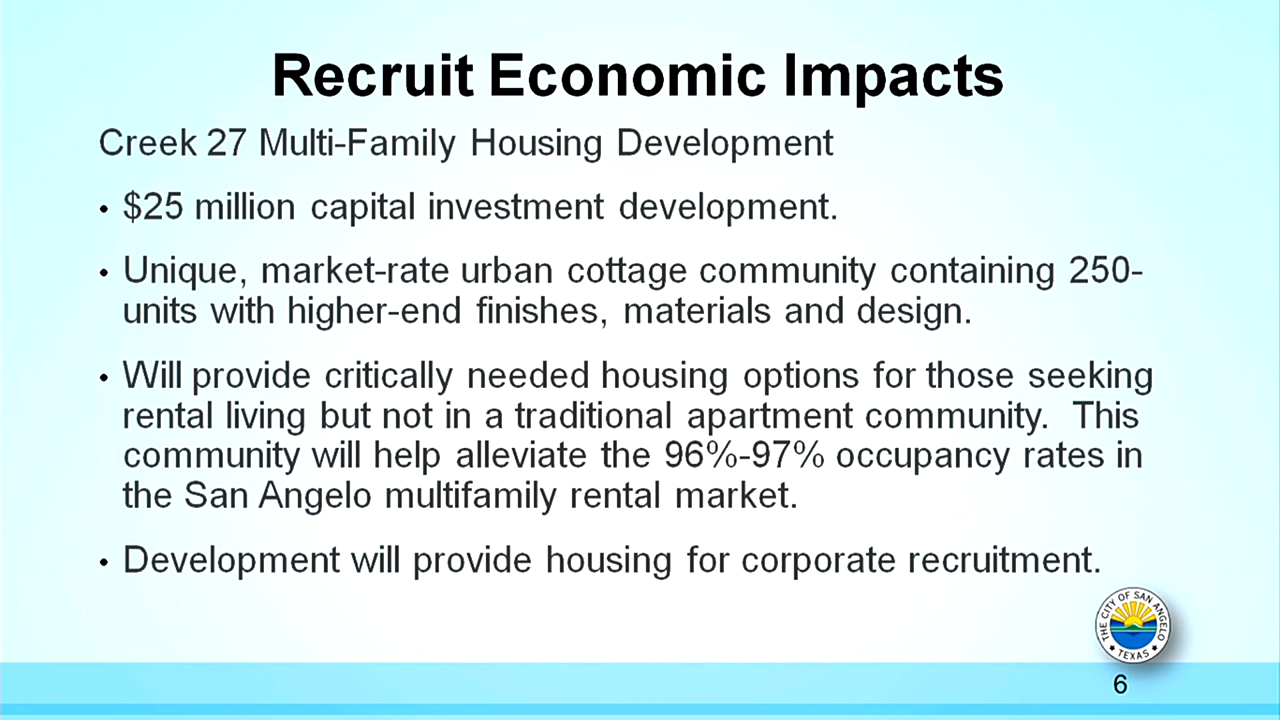 Recruit Economic Impacts
Creek 27 Multi-Family Housing Development
• $25 million capital investment development.
• Unique, market-rate urban cottage community containing 250-
units with higher-end finishes, materials and design.
• Will provide critically needed housing options for those seeking
rental living but not in a traditional apartment community.  This
community will help alleviate the 96%-97% occupancy rates in
the San Angelo multifamily rental market.
• Development will provide housing for corporate recruitment.
THE CITY OF SAN ANGELO
TEXAS
6